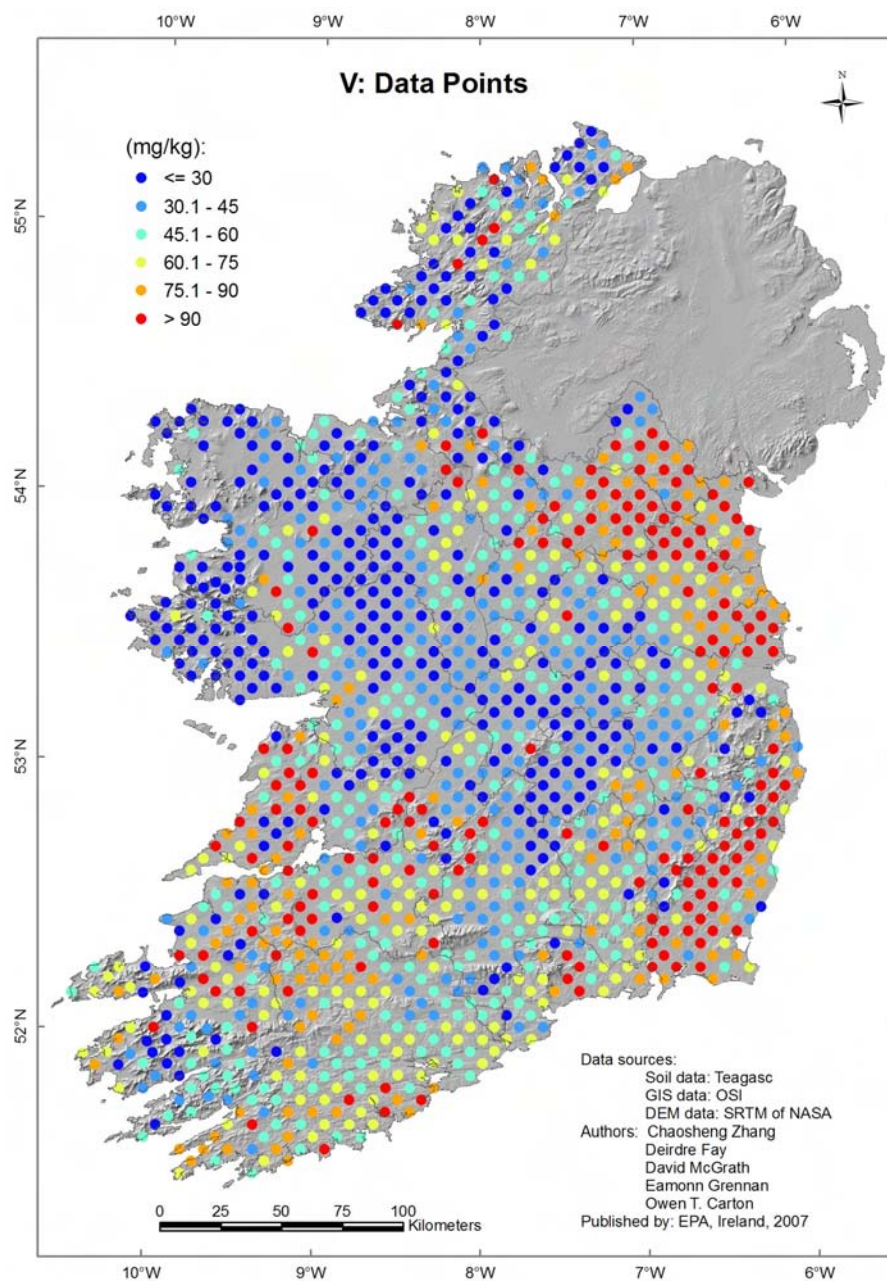 10°W 9°W 8°W 7°W 6°W
V: Data Points
N
(mg/kg):
<= 30
30.1 - 45
45.1 - 60
60.1 - 75
75.1 - 90
> 90
55°N
54°N
53°N
52°N
Data sources:
Soil data: Teagasc
GIS data: OSI
DEM data: SRTM of NASA
Authors: Chaosheng Zhang
Deirdre Fay
David McGrath
Eamonn Grennan
Owen T. Carton
Published by: EPA, Ireland, 2007
0 25 50 75 100
Kilometers
10°W 9°W 8°W 7°W 6°W